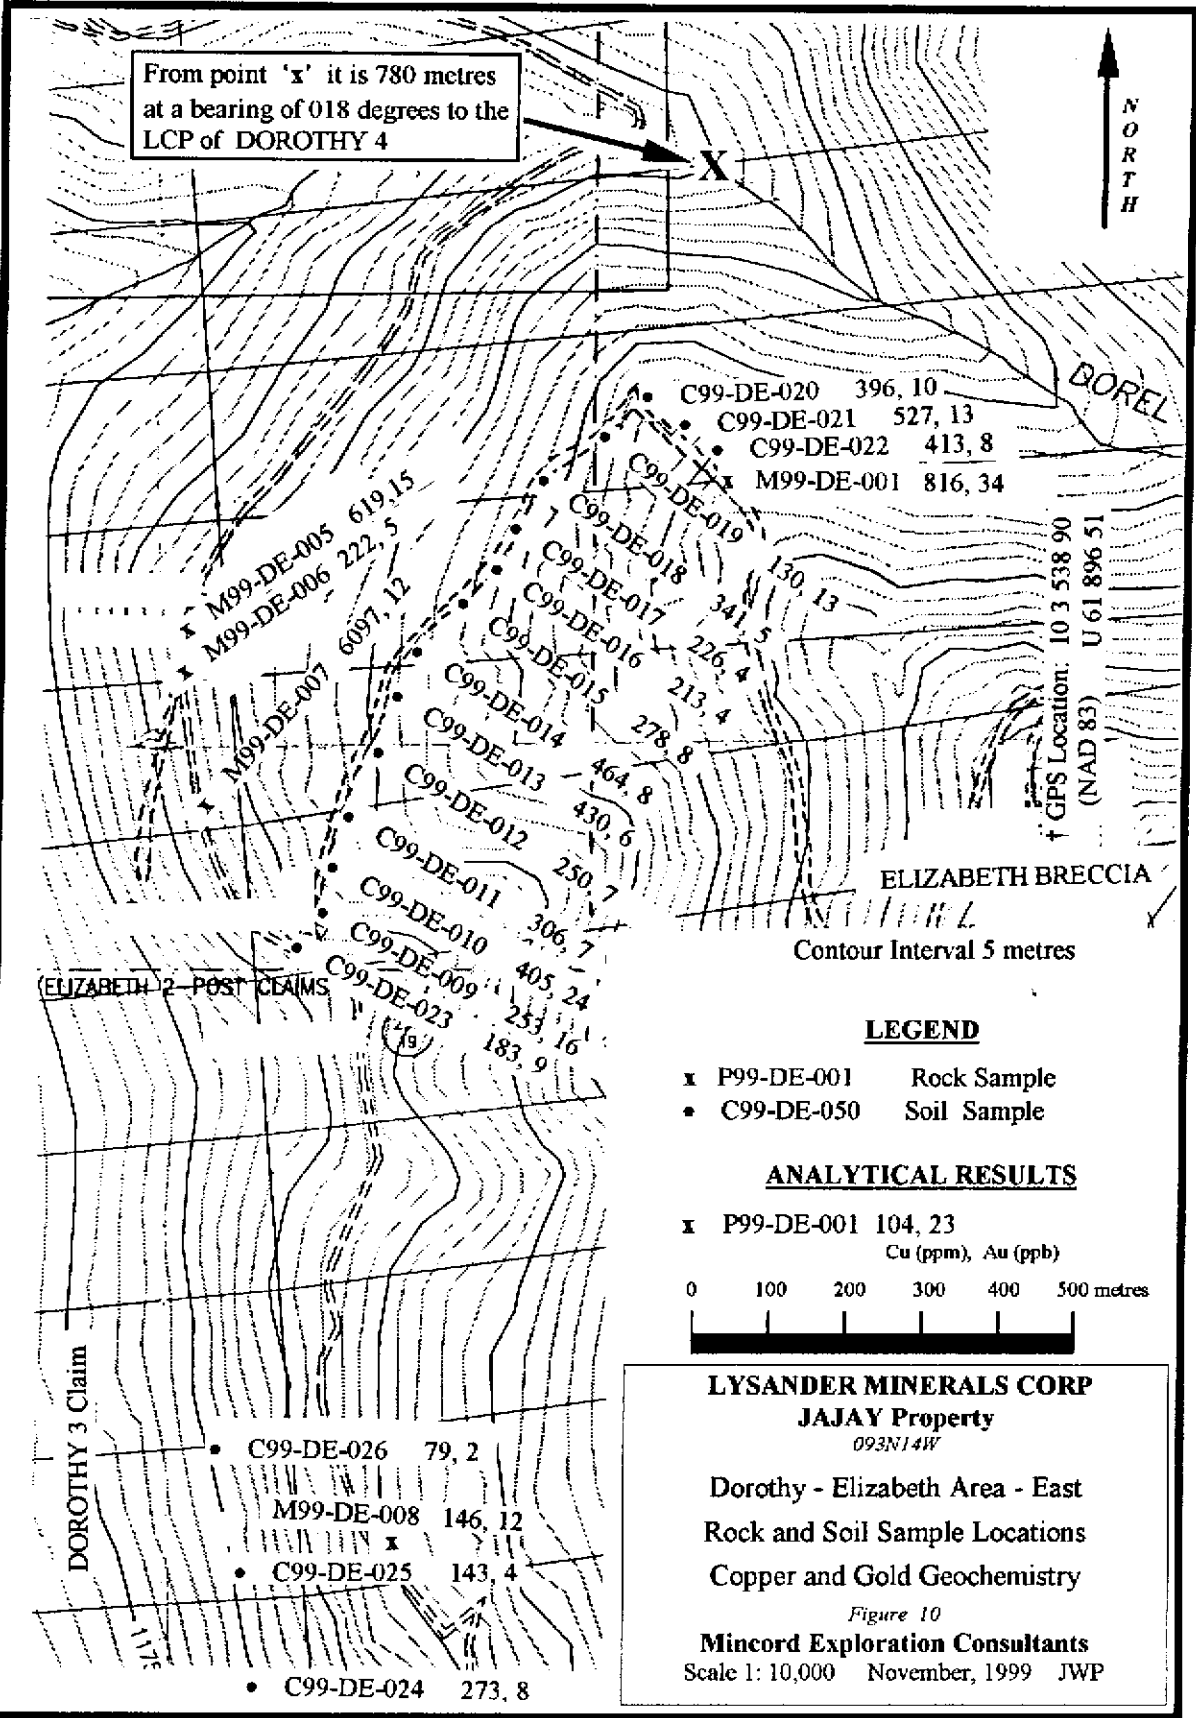 From point 'x' it is 780 metres
at a bearing of 018 degrees to the
LCP of DOROTHY 4
X
NORTH
DOREL
C99-DE-020 396, 10
C99-DE-021 527, 13
C99-DE-022 413, 8
x M99-DE-001 816, 34
C99-DE-019 130, 13
C99-DE-018 341, 5
C99-DE-017 226, 4
C99-DE-016 213, 4
C99-DE-015 278, 8
C99-DE-014 464, 8
C99-DE-013 430, 6
C99-DE-012 250, 7
C99-DE-011 306, 7
C99-DE-010 405, 24
C99-DE-009 253, 16
C99-DE-023 183, 9
x M99-DE-005 619,15
x M99-DE-006 222, 5
x M99-DE-007 6097, 12
† GPS Location: 10 3 538 90
U 61 896 51
(NAD 83)
ELIZABETH BRECCIA
Contour Interval 5 metres
(ELIZABETH 2-POST CLAIMS
19
LEGEND
x P99-DE-001 Rock Sample
• C99-DE-050 Soil Sample
ANALYTICAL RESULTS
x P99-DE-001 104, 23
Cu (ppm), Au (ppb)
0 100 200 300 400 500 metres
DOROTHY 3 Claim
• C99-DE-026 79, 2
M99-DE-008 146, 12
x
• C99-DE-025 143, 4
• C99-DE-024 273, 8
LYSANDER MINERALS CORP
JAJAY Property
093N14W
Dorothy - Elizabeth Area - East
Rock and Soil Sample Locations
Copper and Gold Geochemistry
Figure 10
Mincord Exploration Consultants
Scale 1: 10,000 November, 1999 JWP